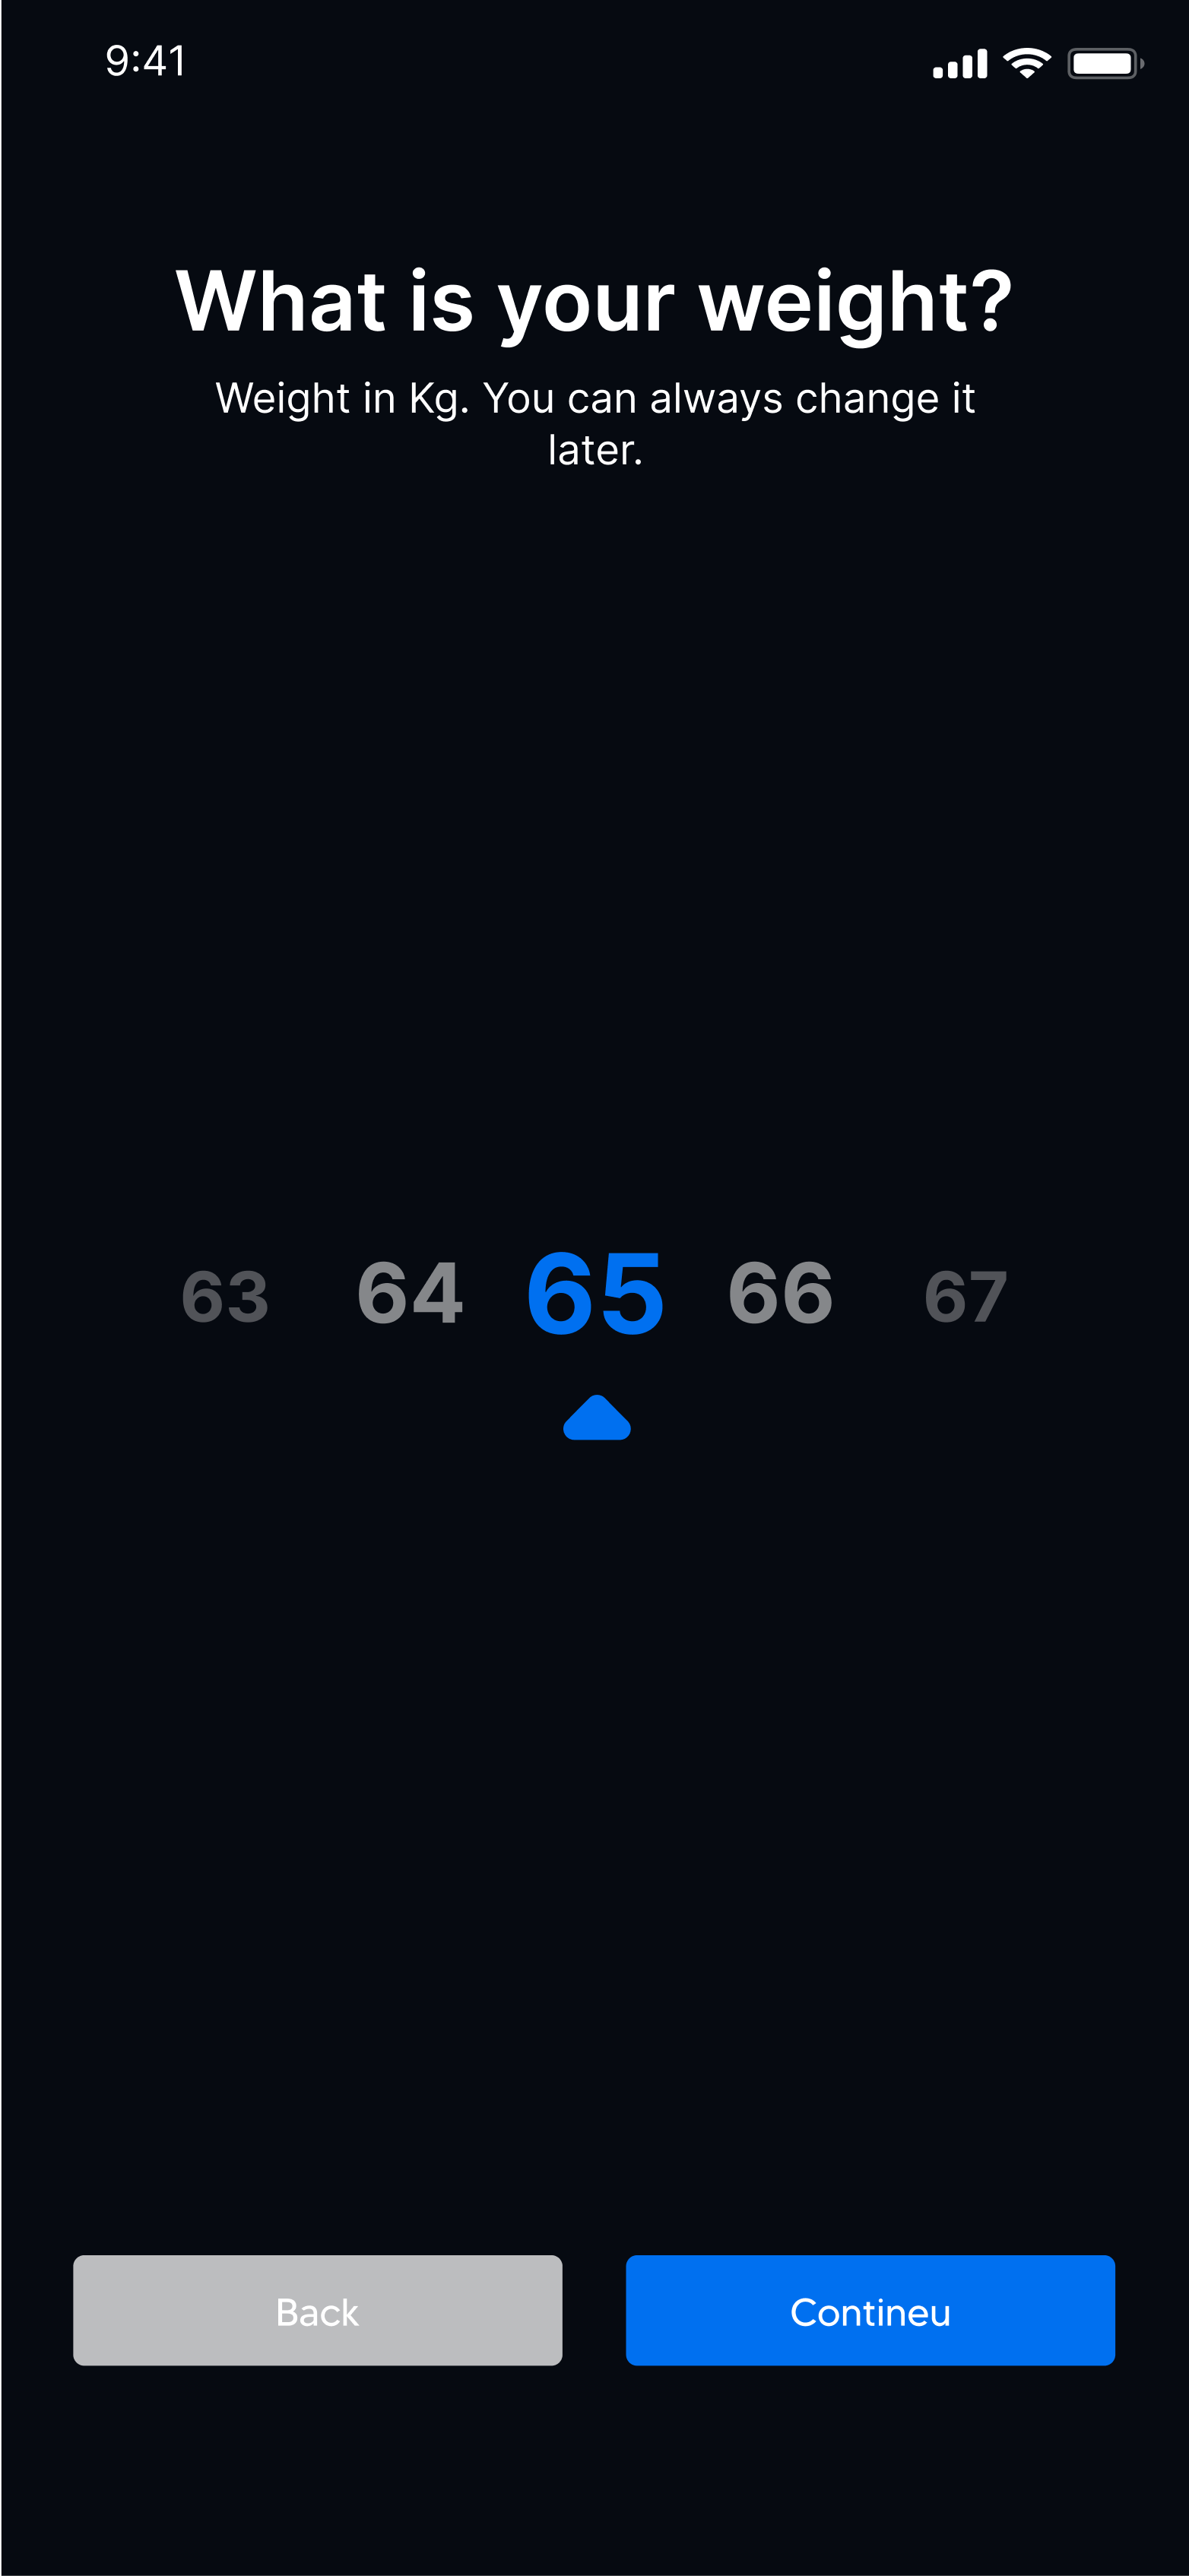 9:41
What is your weight?
Weight in Kg. You can always change it
later.
63 64 65 66 67
Back Contineu